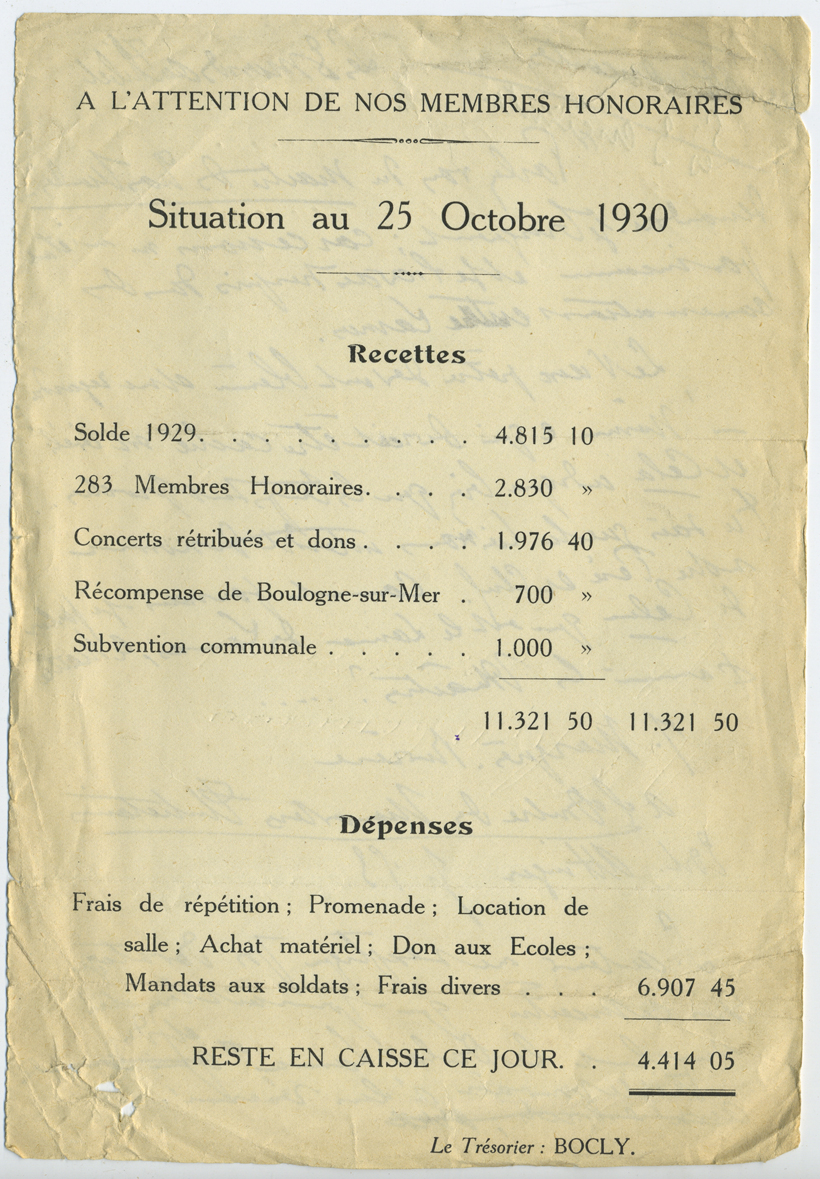 A L'ATTENTION DE NOS MEMBRES HONORAIRES
Situation au 25 Octobre 1930
Recettes
Solde 1929. . . . . . . . . 4.815 10
283 Membres Honoraires. . . . 2.830 »
Concerts rétribués et dons . . . . 1.976 40
Récompense de Boulogne-sur-Mer . 700 »
Subvention communale . . . . . 1.000 »
11.321 50 11.321 50
Dépenses
Frais de répétition ; Promenade ; Location de
salle ; Achat matériel ; Don aux Ecoles ;
Mandats aux soldats ; Frais divers . . . 6.907 45
RESTE EN CAISSE CE JOUR. . 4.414 05
Le Trésorier : BOCLY.